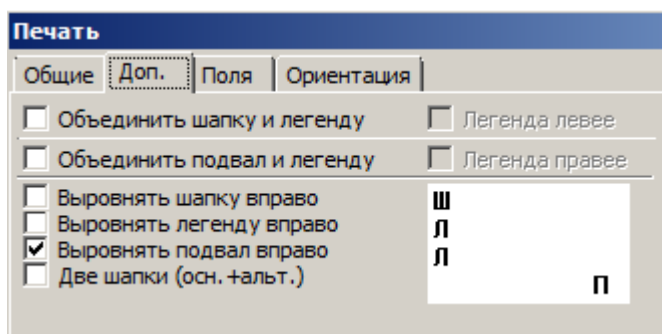 Печать
Общие Доп. Поля Ориентация
Объединить шапку и легенду Легенда левее
Объединить подвал и легенду Легенда правее
Выровнять шапку вправо Ш
Выровнять легенду вправо Л
Выровнять подвал вправо Л
Две шапки (осн.+альт.) П